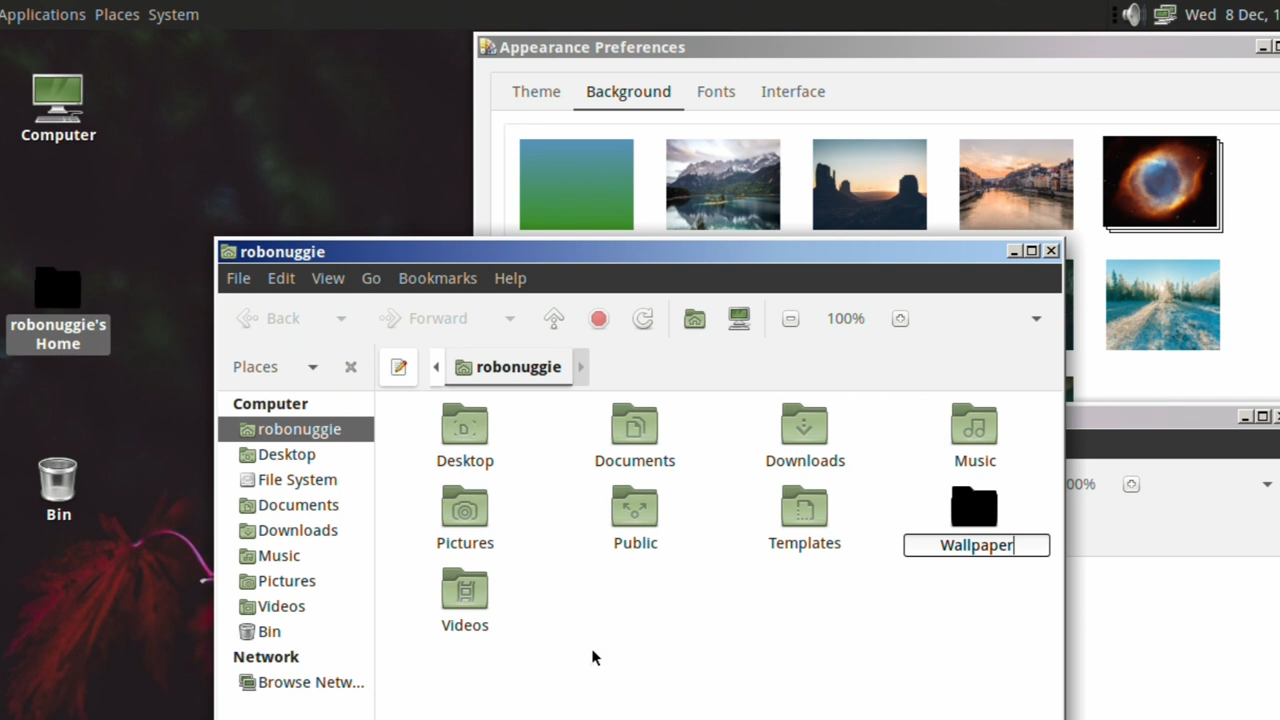 Applications Places System
Wed 8 Dec, 1
Computer
robonuggie's
Home
Bin
Appearance Preferences
Theme Background Fonts Interface
robonuggie
File Edit View Go Bookmarks Help
Back Forward 100%
Places robonuggie
Computer
robonuggie
Desktop
File System
Documents
Downloads
Music
Pictures
Videos
Bin
Network
Browse Netw...
Desktop Documents Downloads Music
Pictures Public Templates Wallpaper
Videos
00%